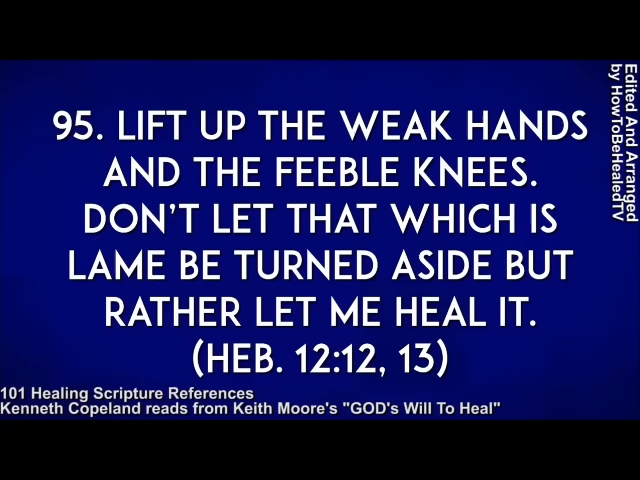 95. LIFT UP THE WEAK HANDS
AND THE FEEBLE KNEES.
DON'T LET THAT WHICH IS
LAME BE TURNED ASIDE BUT
RATHER LET ME HEAL IT.
(HEB. 12:12, 13)
101 Healing Scripture References
Kenneth Copeland reads from Keith Moore's "GOD's Will To Heal"
Edited And Arranged
by HowToBeHealedTV